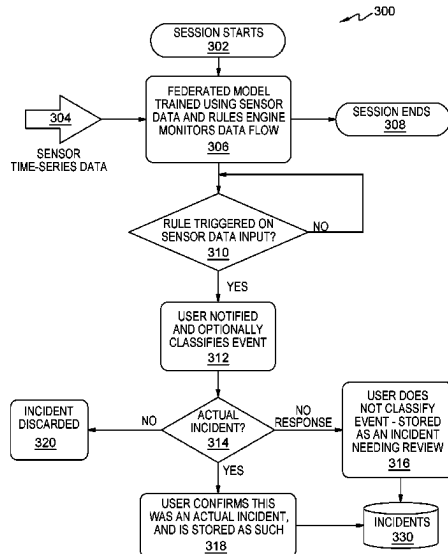 300
SESSION STARTS
302
304
SENSOR
TIME-SERIES DATA
FEDERATED MODEL
TRAINED USING SENSOR
DATA AND RULES ENGINE
MONITORS DATA FLOW
306
SESSION ENDS
308
RULE TRIGGERED ON
SENSOR DATA INPUT?
310
NO
YES
USER NOTIFIED
AND OPTIONALLY
CLASSIFIES EVENT
312
INCIDENT
DISCARDED
320
NO
ACTUAL
INCIDENT?
314
NO
RESPONSE
USER DOES
NOT CLASSIFY
EVENT - STORED
AS AN INCIDENT
NEEDING REVIEW
316
YES
USER CONFIRMS THIS
WAS AN ACTUAL INCIDENT,
AND IS STORED AS SUCH
318
INCIDENTS
330